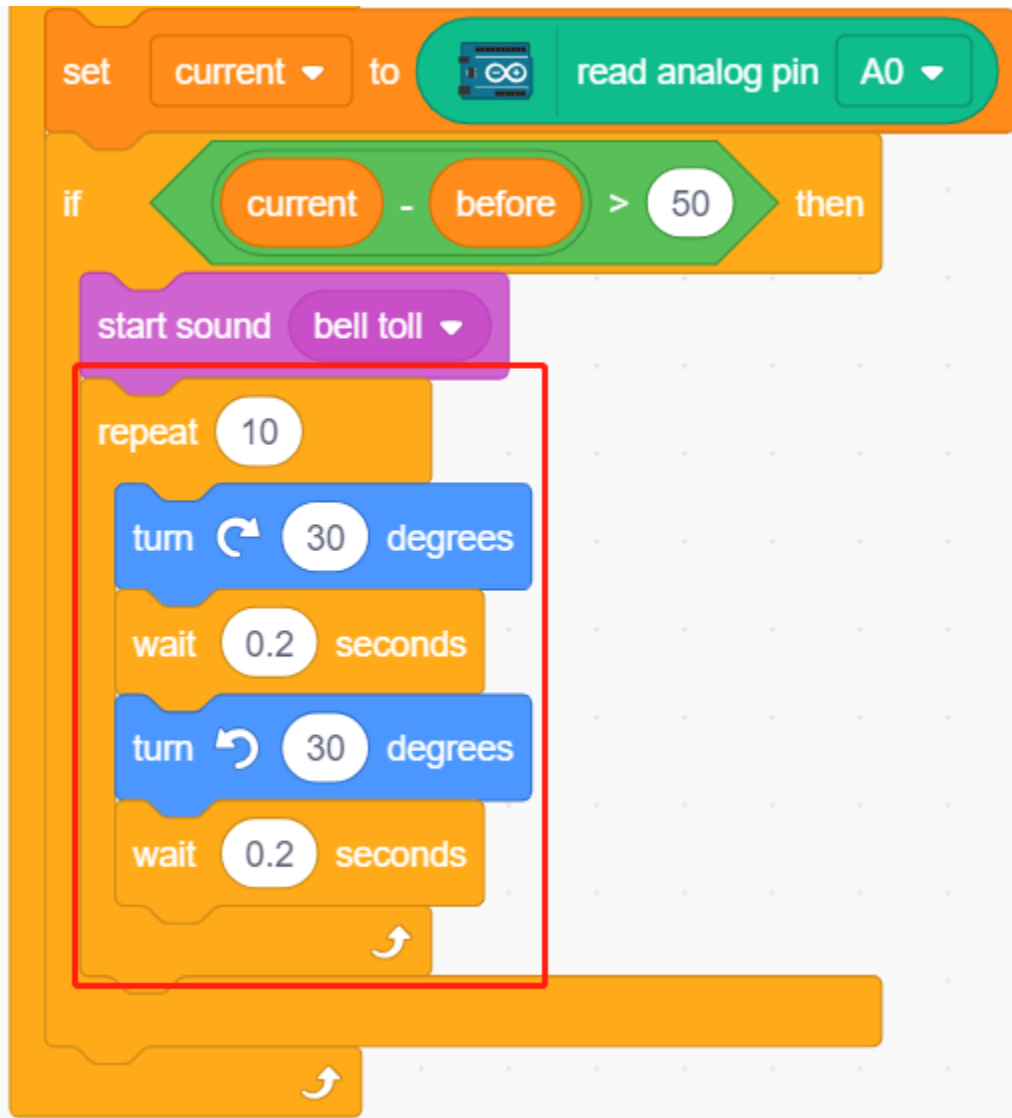 set current to read analog pin A0
if current - before > 50 then
start sound bell toll
repeat 10
turn 30 degrees
wait 0.2 seconds
turn 30 degrees
wait 0.2 seconds